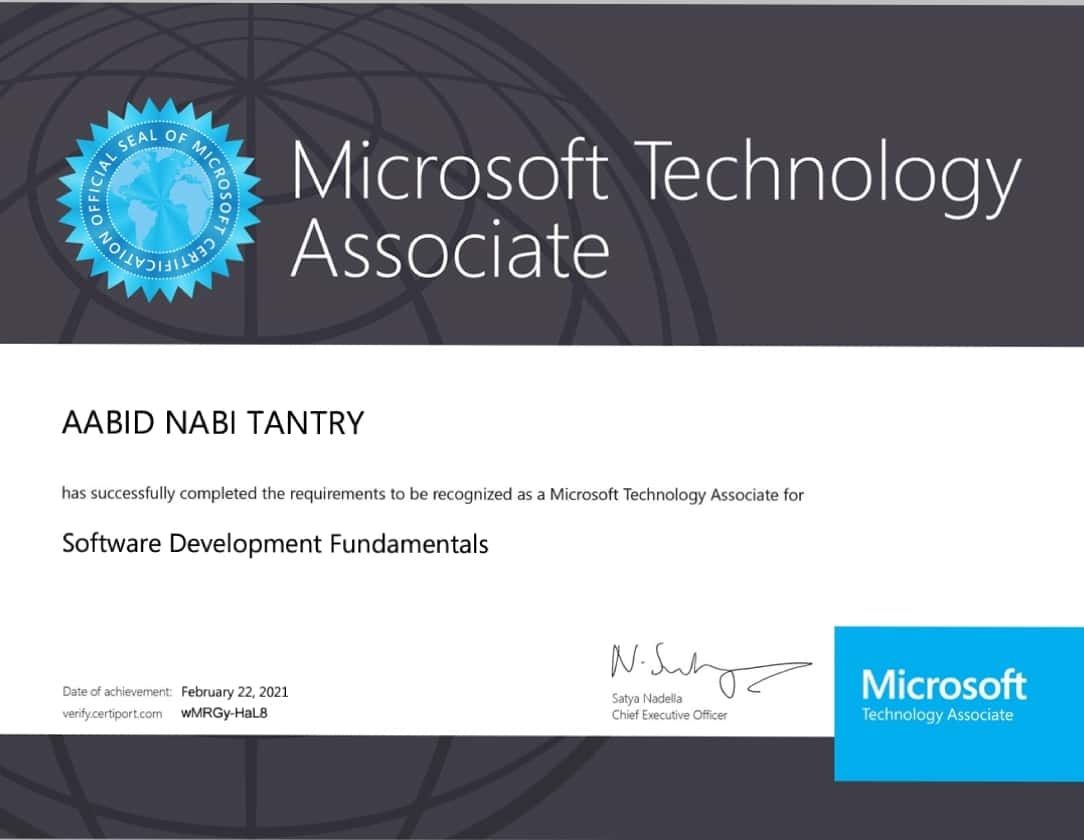 OFFICIAL SEAL OF MICROSOFT CERTIFICATION
Microsoft Technology
Associate
AABID NABI TANTRY
has successfully completed the requirements to be recognized as a Microsoft Technology Associate for
Software Development Fundamentals
Date of achievement: February 22, 2021
verify.certiport.com wMRGy-HaL8
N. Satya
Satya Nadella
Chief Executive Officer
Microsoft
Technology Associate